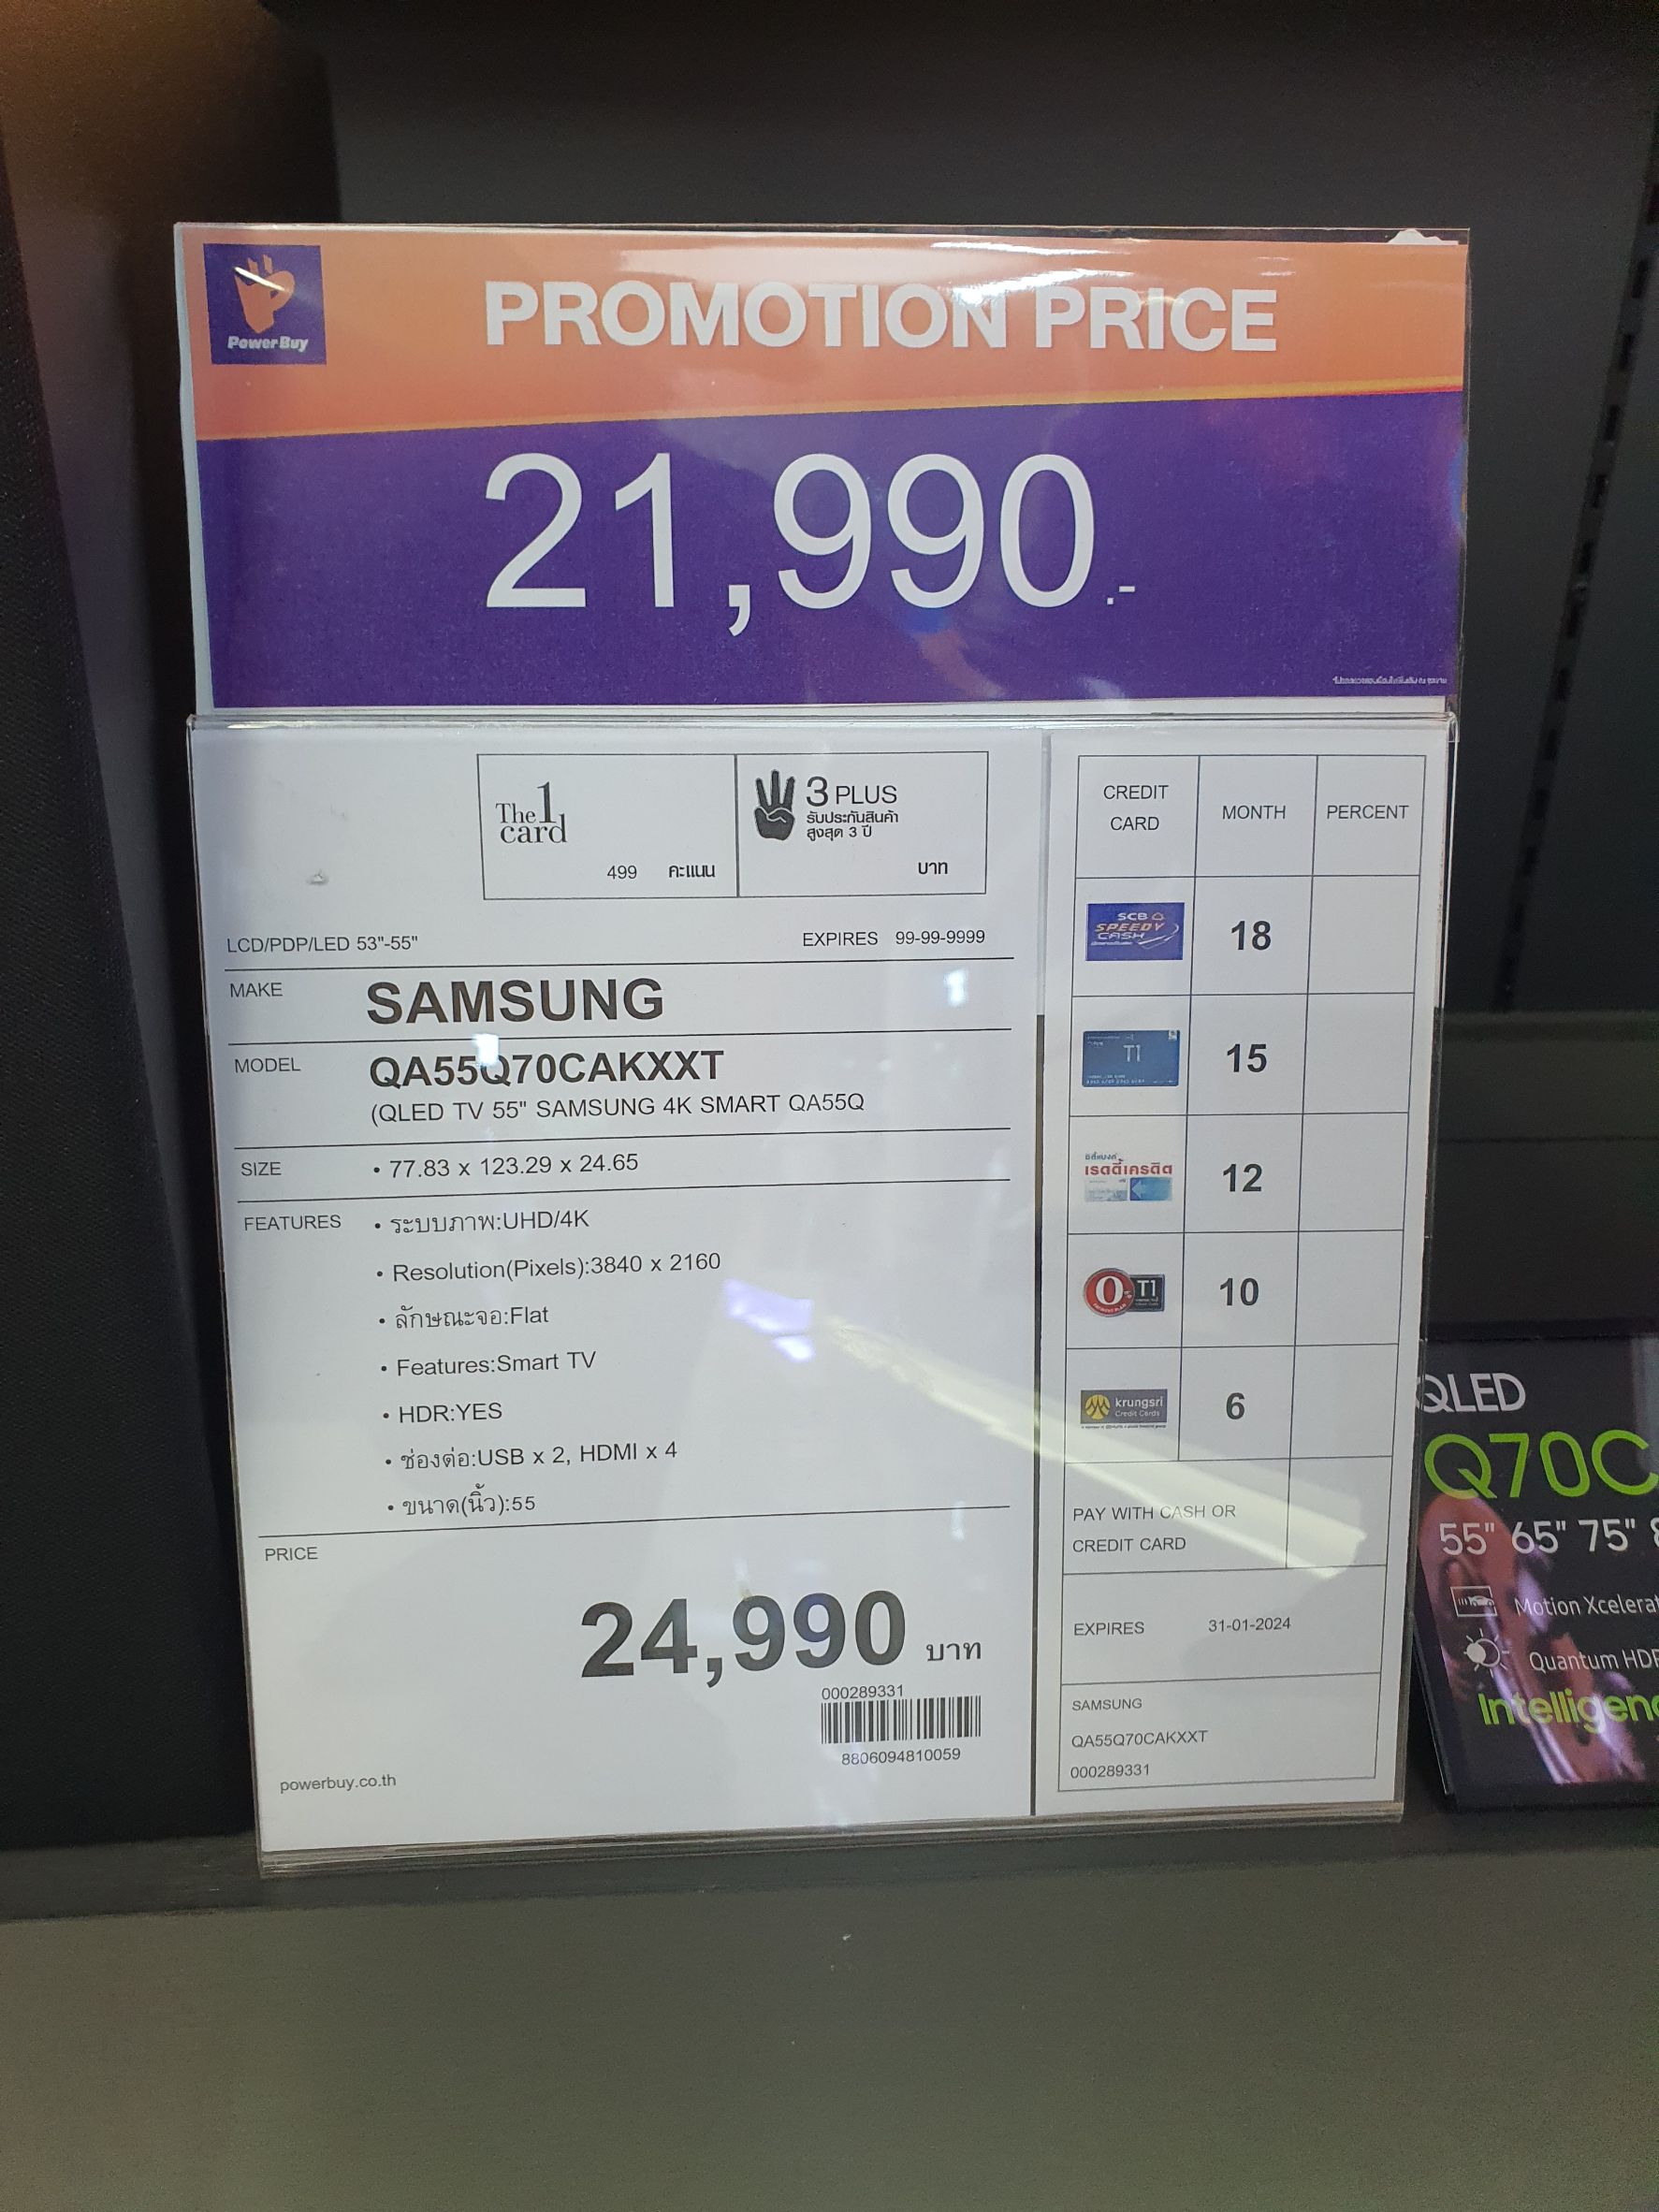 Power Buy
PROMOTION PRICE
21,990.-
The 1 card
499 คะแนน
3 PLUS
รับประกันสินค้า
สูงสุด 3 ปี
บาท
LCD/PDP/LED 53"-55"
EXPIRES 99-99-9999
MAKE SAMSUNG
MODEL QA55Q70CAKXXT
(QLED TV 55" SAMSUNG 4K SMART QA55Q
SIZE • 77.83 x 123.29 x 24.65
FEATURES • ระบบภาพ:UHD/4K
• Resolution(Pixels):3840 x 2160
• ลักษณะจอ:Flat
• Features:Smart TV
• HDR:YES
• ช่องต่อ:USB x 2, HDMI x 4
• ขนาด(นิ้ว):55
PRICE
24,990 บาท
000289331
8806094810059
powerbuy.co.th
CREDIT CARD MONTH PERCENT
SCB SPEEDY CASH 18
T1 15
เรดดี้เครดิต 12
0 T1 10
krungsri Credit Cards 6
PAY WITH CASH OR
CREDIT CARD
EXPIRES 31-01-2024
SAMSUNG
QA55Q70CAKXXT
000289331
QLED
Q70C
55" 65" 75"
Motion Xcelerat
Quantum HDR
Intelligen